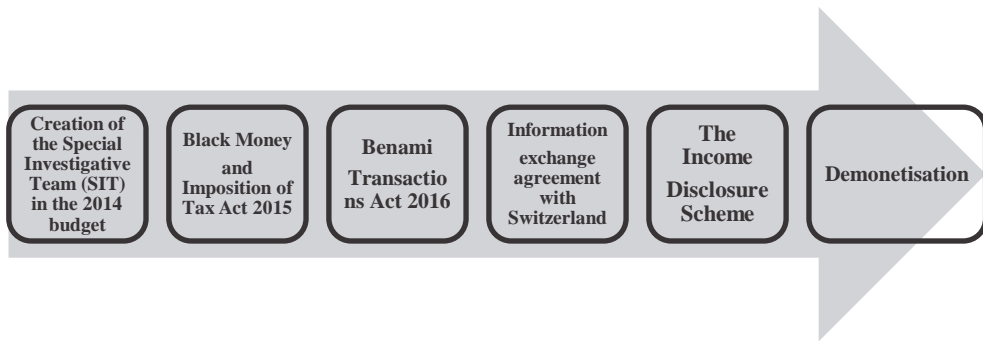 Creation of
the Special
Investigative
Team (SIT)
in the 2014
budget
Black Money
and
Imposition of
Tax Act 2015
Benami
Transactio
ns Act 2016
Information
exchange
agreement
with
Switzerland
The
Income
Disclosure
Scheme
Demonetisation